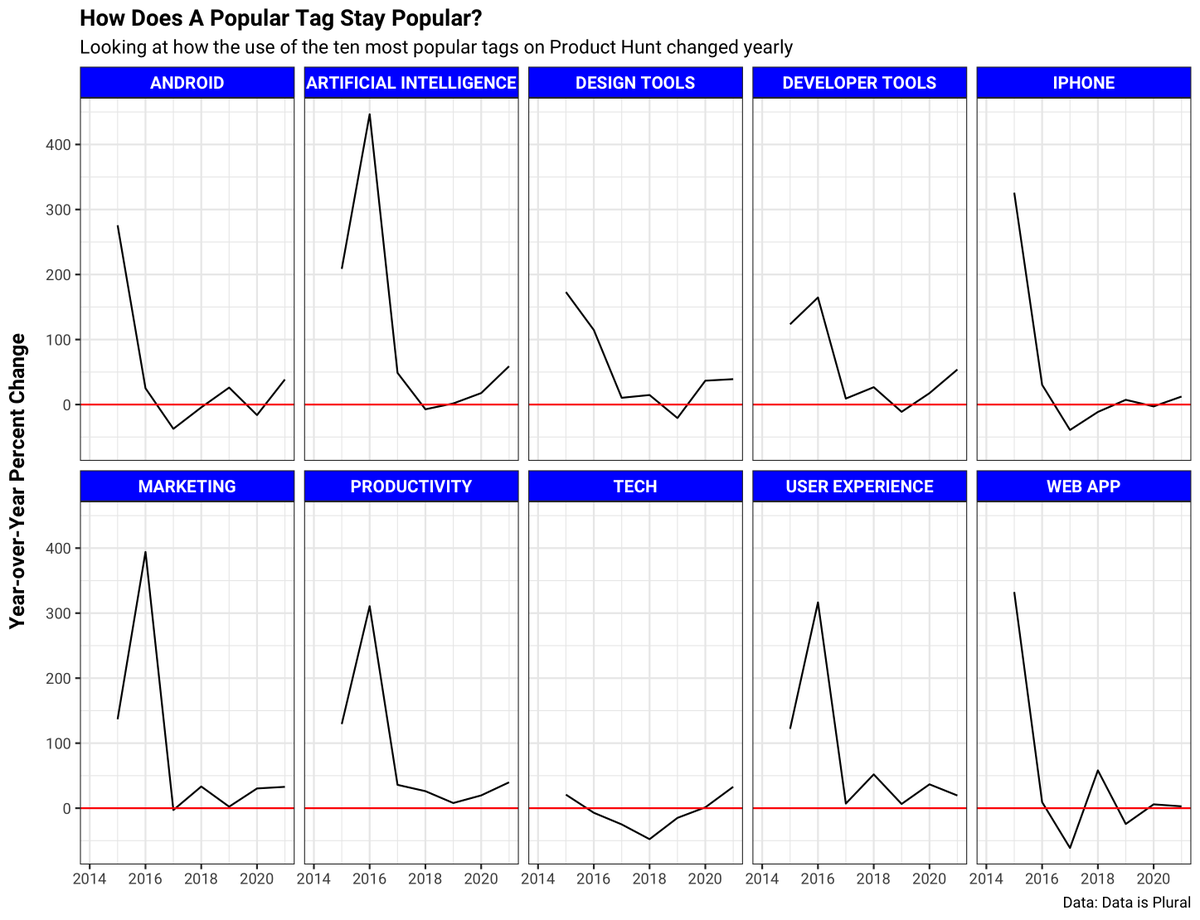 How Does A Popular Tag Stay Popular?
Looking at how the use of the ten most popular tags on Product Hunt changed yearly
ANDROID
ARTIFICIAL INTELLIGENCE
DESIGN TOOLS
DEVELOPER TOOLS
IPHONE
400
300
200
100
0
Year-over-Year Percent Change
MARKETING
PRODUCTIVITY
TECH
USER EXPERIENCE
WEB APP
400
300
200
100
0
2014 2016 2018 2020
2014 2016 2018 2020
2014 2016 2018 2020
2014 2016 2018 2020
2014 2016 2018 2020
Data: Data is Plural